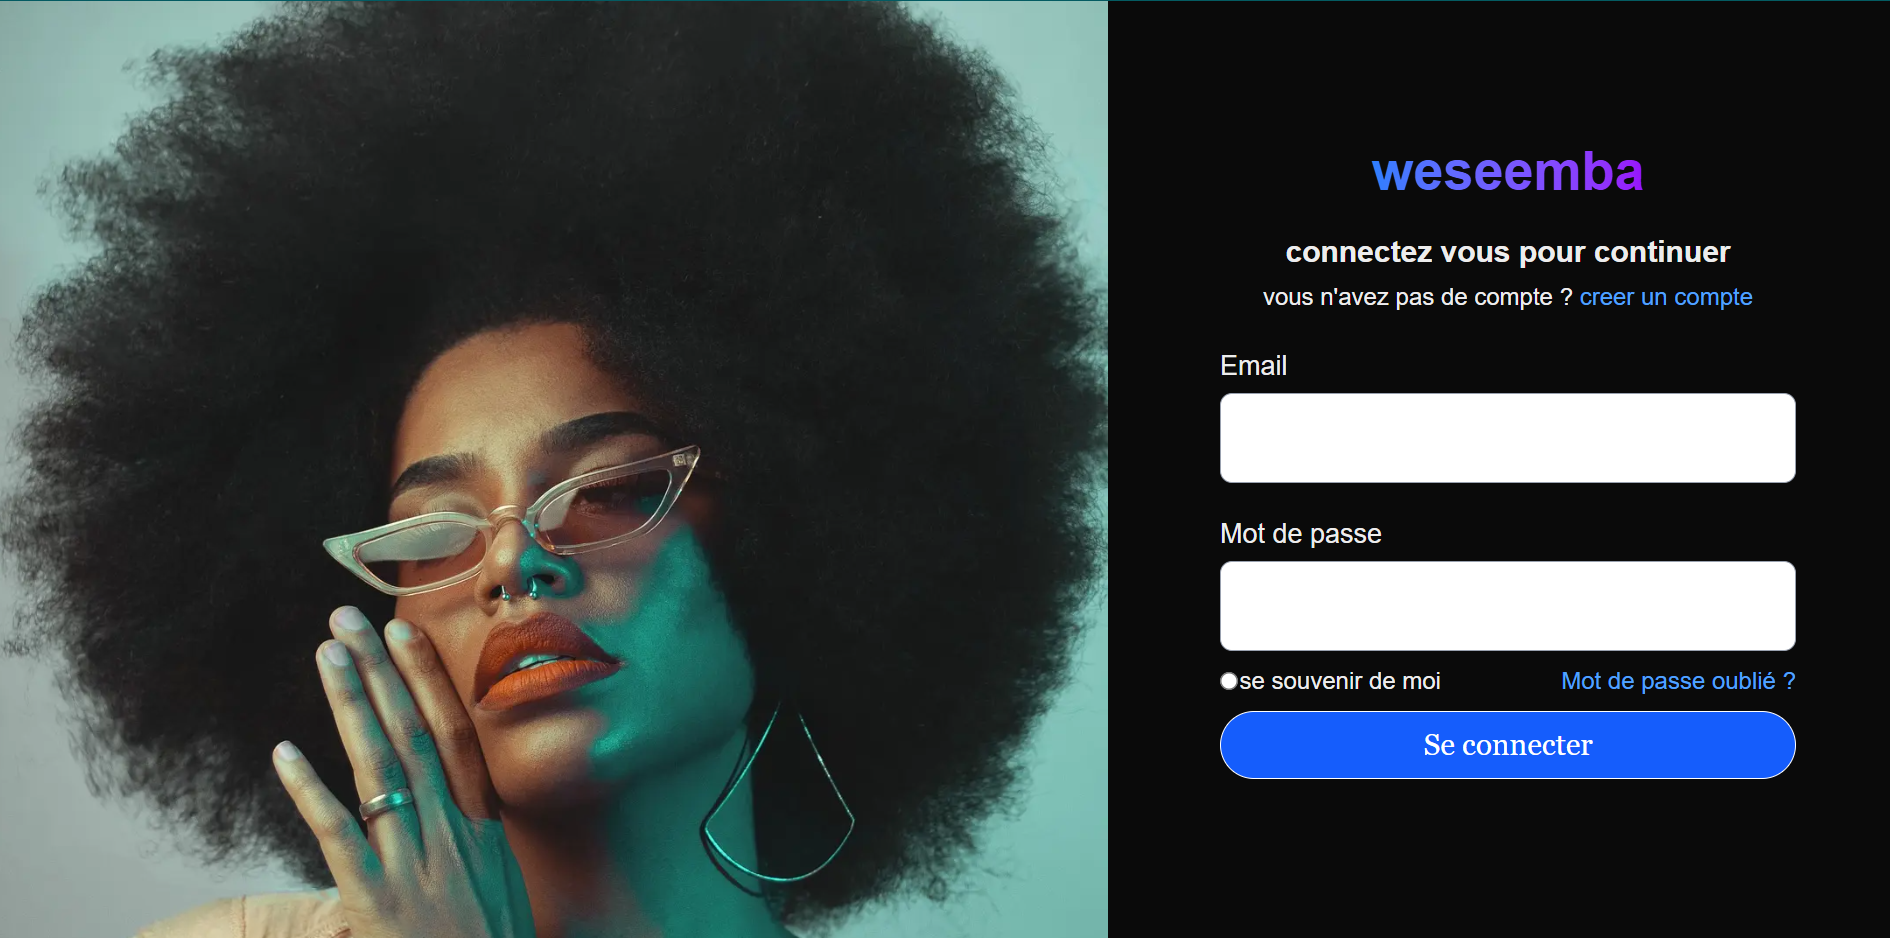 weseemba
connectez vous pour continuer
vous n'avez pas de compte ? creer un compte
Email
Mot de passe
se souvenir de moi Mot de passe oublié ?
Se connecter